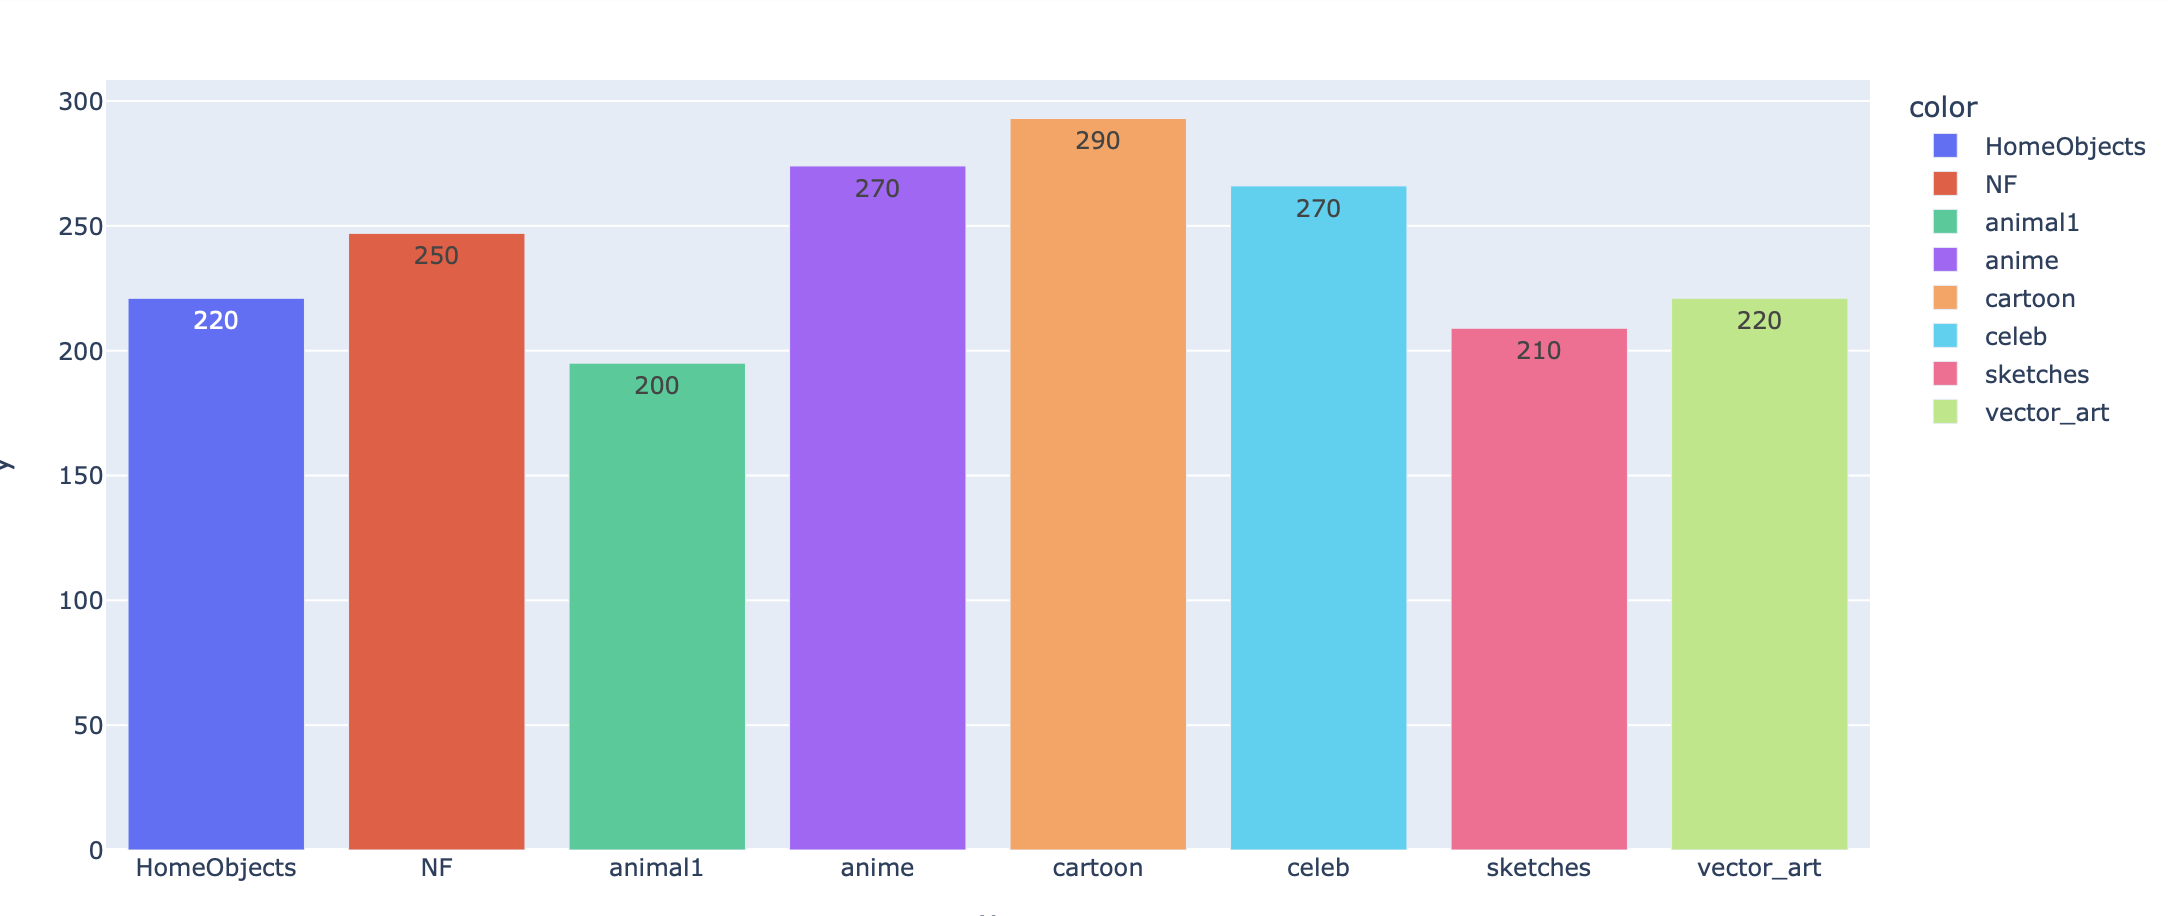 300
250
200
150
100
50
0
y
220
250
200
270
290
270
210
220
HomeObjects
NF
animal1
anime
cartoon
celeb
sketches
vector_art
color
HomeObjects
NF
animal1
anime
cartoon
celeb
sketches
vector_art